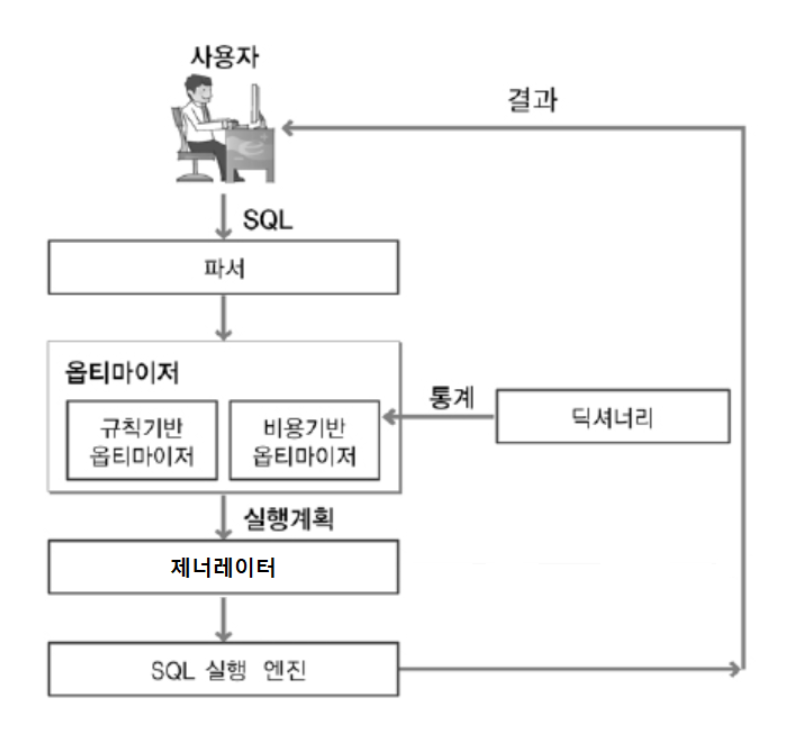 사용자
결과
SQL
파서
옵티마이저
규칙기반
옵티마이저
비용기반
옵티마이저
통계
딕셔너리
실행계획
제너레이터
SQL 실행 엔진